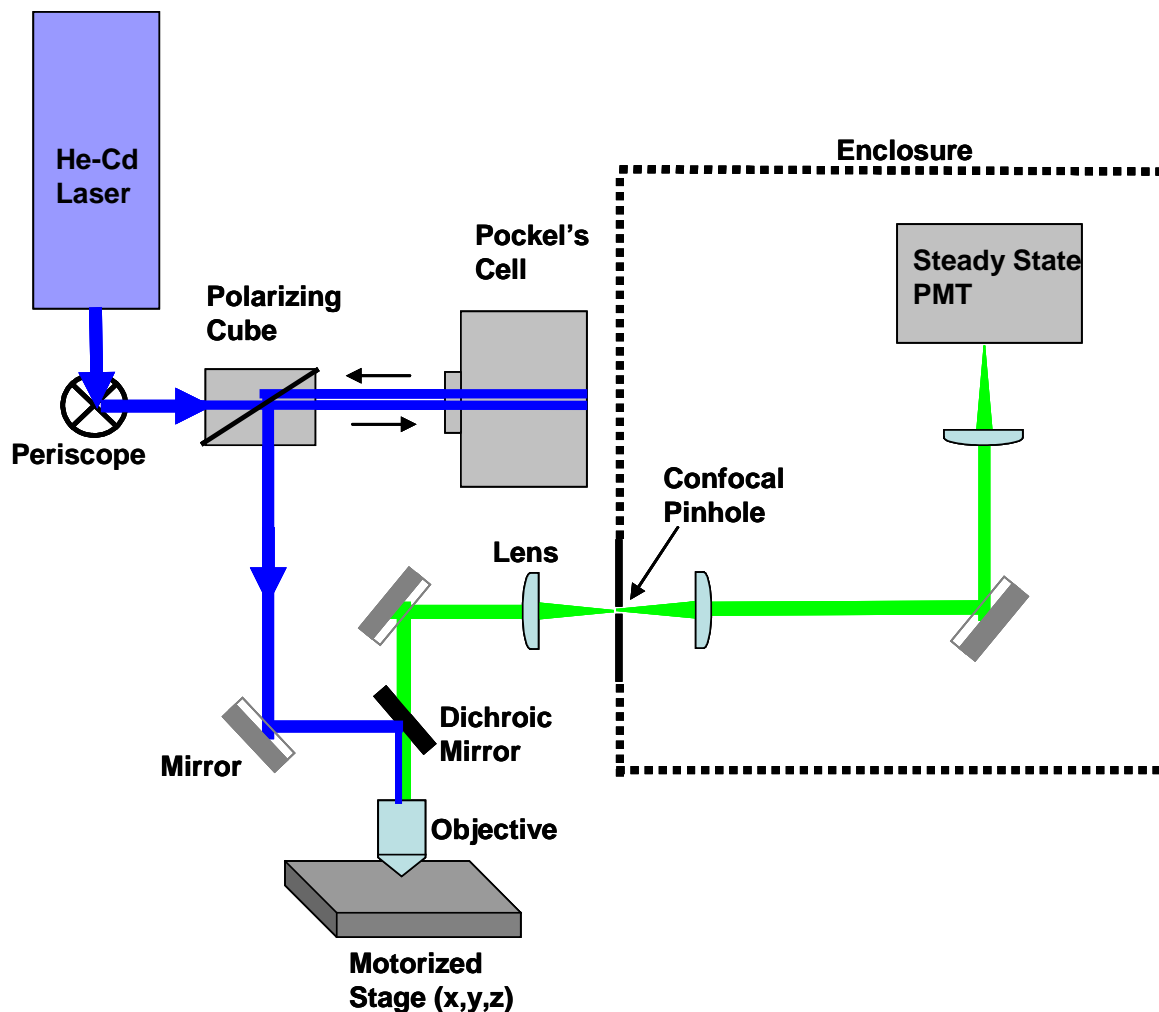 He-Cd
Laser
Enclosure
Pockel's
Cell
Steady State
PMT
Polarizing
Cube
Periscope
Confocal
Pinhole
Lens
Dichroic
Mirror
Mirror
Objective
Motorized
Stage (x,y,z)